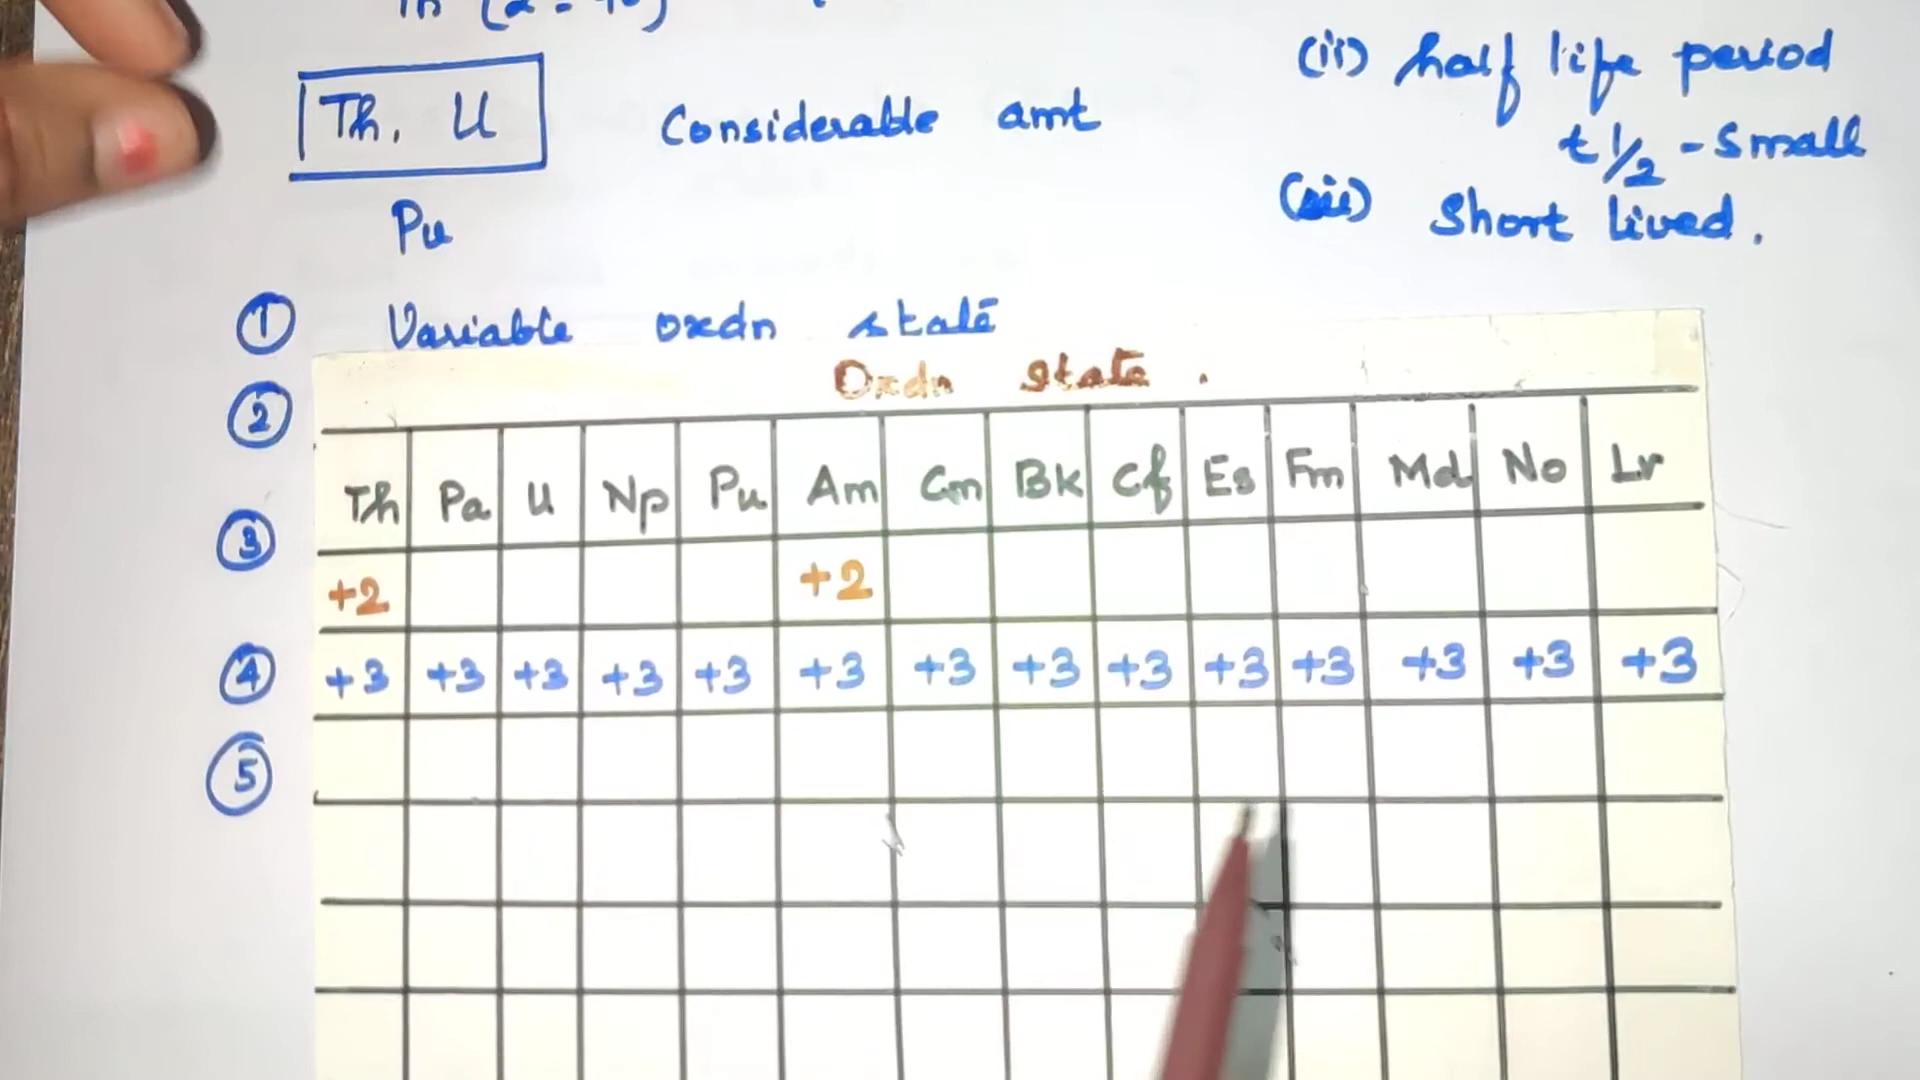 Th. U Considerable amt
Pu
(ii) half life period
t 1/2 - Small
(iii) Short lived.
① Variable oxdn state
②
③
④
⑤
Oxdn state.
Th Pa U Np Pu Am Cm Bk Cf Es Fm Md No Lr
+2 +2
+3 +3 +3 +3 +3 +3 +3 +3 +3 +3 +3 +3 +3 +3